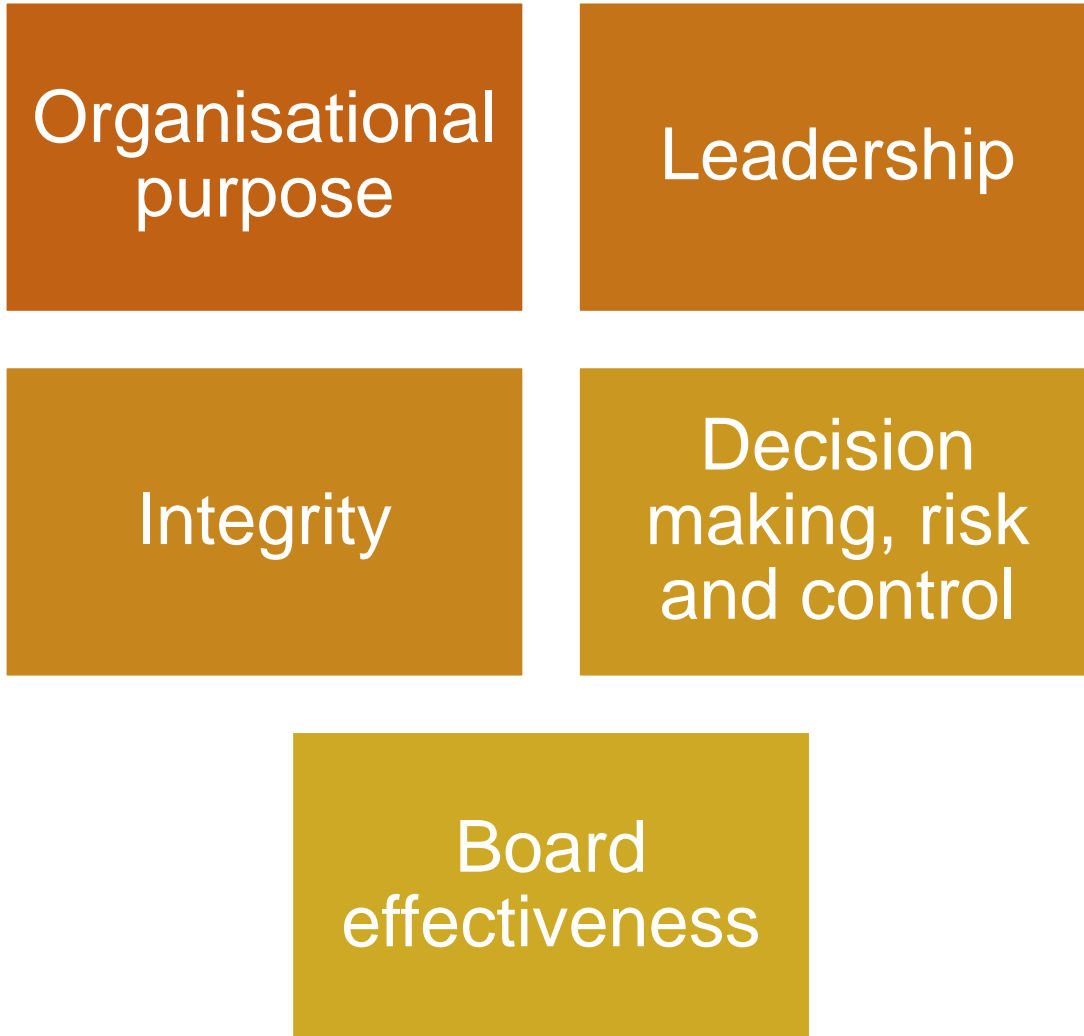 Organisational
purpose
Leadership
Integrity
Decision
making, risk
and control
Board
effectiveness